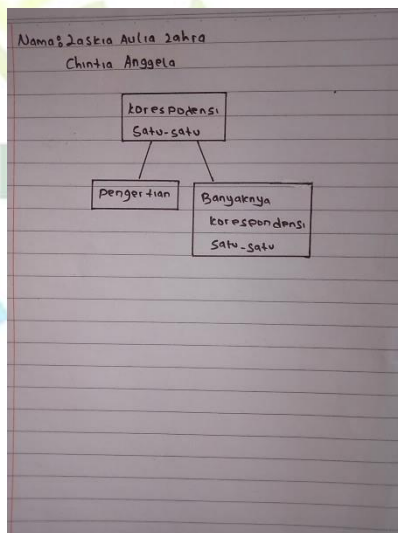 Nama: Zaskia Aulia Zahra
Chintia Anggela
Korespodensi
Satu-satu
Pengertian
Banyaknya
korespondensi
satu-satu